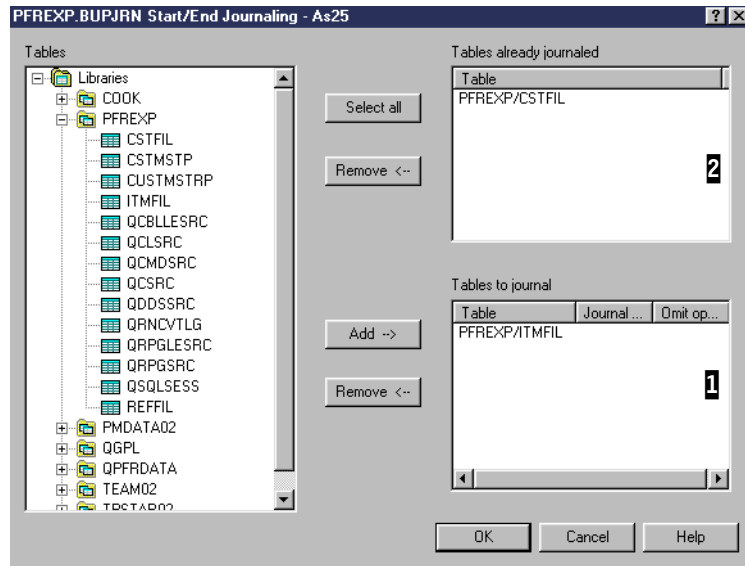 PFREXP.BUPJRN Start/End Journaling - As25
Tables
Libraries
COOK
PFREXP
CSTFIL
CSTMSTP
CUSTMSTRP
ITMFIL
QCBLLESRC
QCLSRC
QCMDSRC
QCSRC
QDDSSRC
QRNCVTLG
QRPGLESRC
QRPGSRC
QSQLSESS
REFFIL
PMDATA02
QGPL
QPFRDATA
TEAM02
Select all
Remove <--
Add -->
Remove <--
Tables already journaled
Table
PFREXP/CSTFIL
2
Tables to journal
Table Journal ... Omit op...
PFREXP/ITMFIL
1
OK Cancel Help